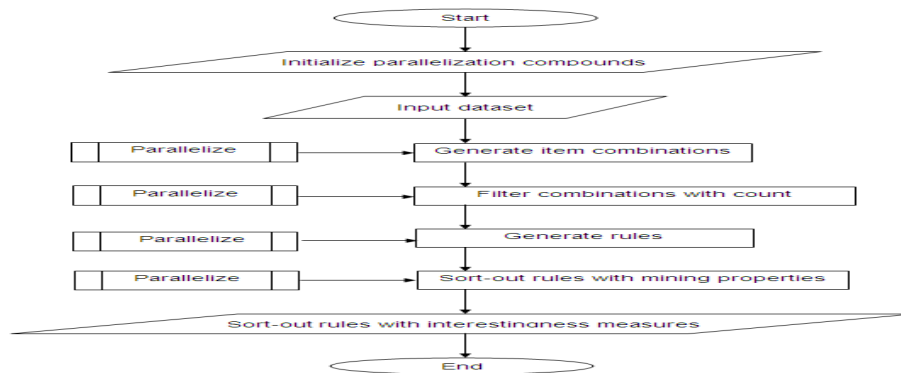 Start
Initialize parallelization compounds
Input dataset
Parallelize
Generate item combinations
Parallelize
Filter combinations with count
Parallelize
Generate rules
Parallelize
Sort-out rules with mining properties
Sort-out rules with interestingness measures
End